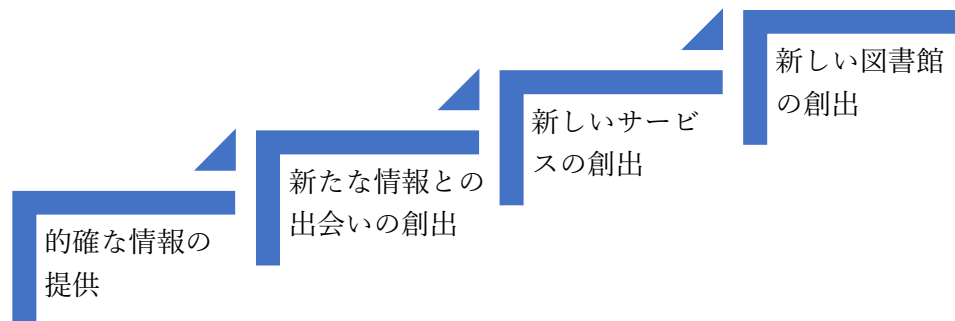 的確な情報の
提供
新たな情報との
出会いの創出
新しいサービ
スの創出
新しい図書館
の創出